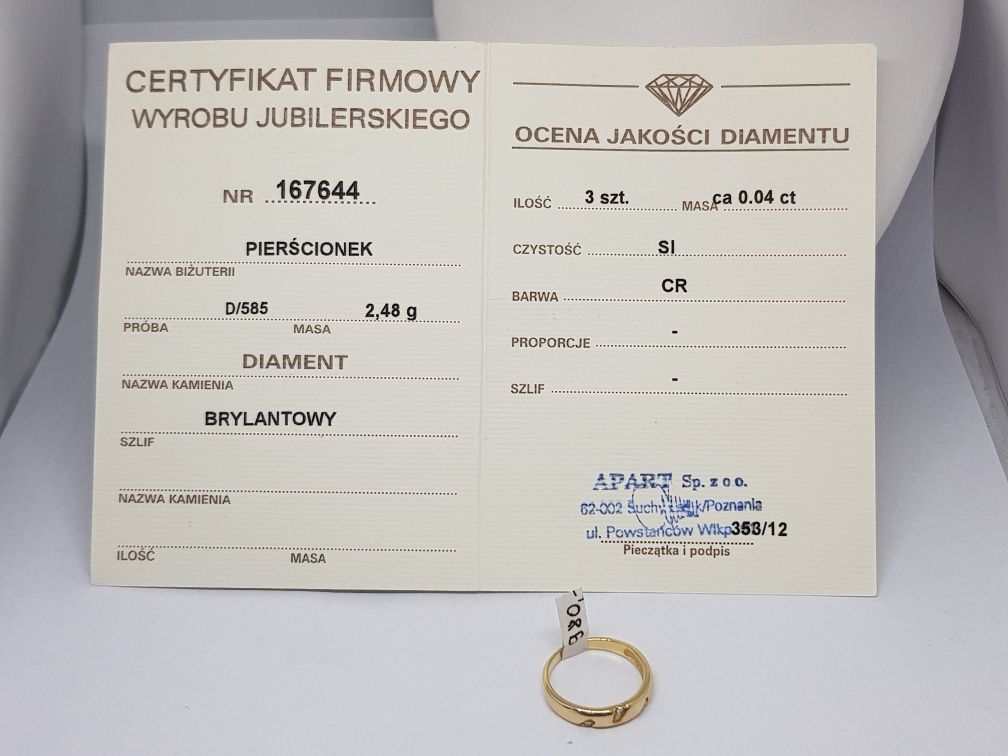 CERTYFIKAT FIRMOWY
WYROBU JUBILERSKIEGO
NR 167644
PIERŚCIONEK
NAZWA BIŻUTERII
D/585 2,48 g
PRÓBA MASA
DIAMENT
NAZWA KAMIENIA
BRYLANTOWY
SZLIF
NAZWA KAMIENIA
ILOŚĆ MASA
OCENA JAKOŚCI DIAMENTU
ILOŚĆ 3 szt. MASA ca 0.04 ct
CZYSTOŚĆ SI
BARWA CR
PROPORCJE -
SZLIF -
APART Sp. z o o.
62-002 /Poznania
ul. Powstańców Wlkp 353/12
Pieczątka i podpis